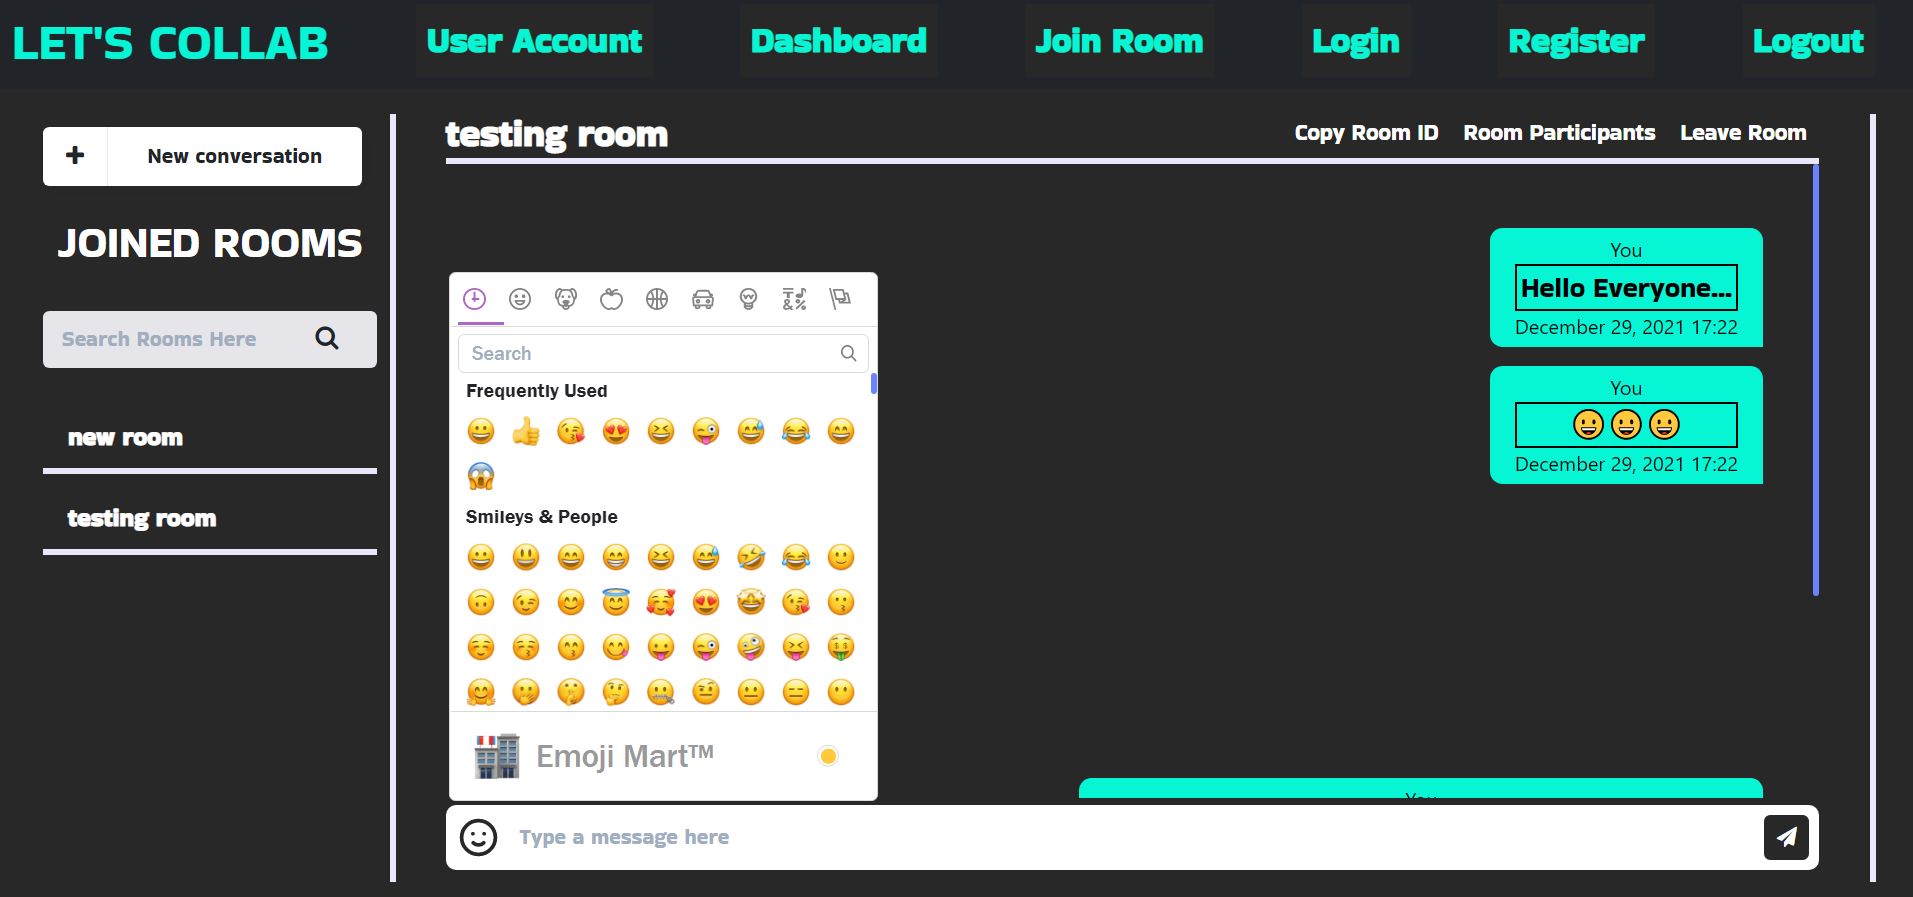 LET'S COLLAB
User Account
Dashboard
Join Room
Login
Register
Logout
New conversation
JOINED ROOMS
Search Rooms Here
new room
testing room
testing room
Copy Room ID
Room Participants
Leave Room
You
Hello Everyone...
December 29, 2021 17:22
You
😀😀😀
December 29, 2021 17:22
Search
Frequently Used
Smileys & People
Emoji Mart™
You
Type a message here